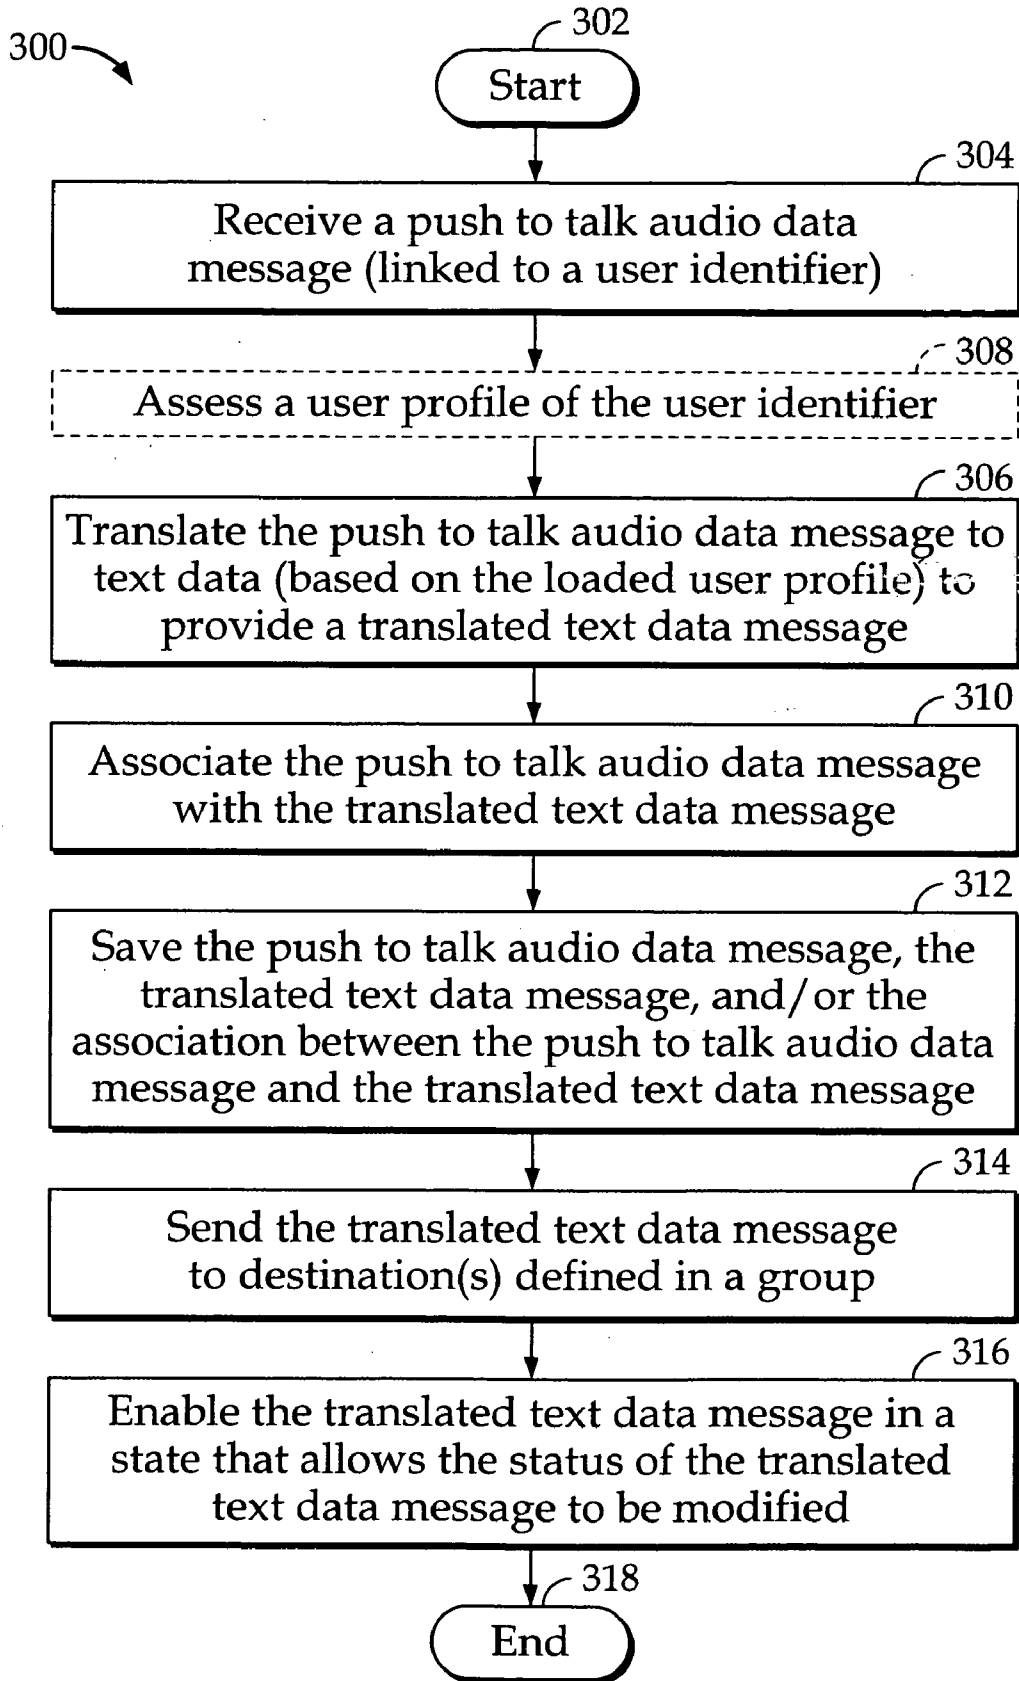 300
302
Start
304
Receive a push to talk audio data
message (linked to a user identifier)
308
Assess a user profile of the user identifier
306
Translate the push to talk audio data message to
text data (based on the loaded user profile) to
provide a translated text data message
310
Associate the push to talk audio data message
with the translated text data message
312
Save the push to talk audio data message, the
translated text data message, and/or the
association between the push to talk audio data
message and the translated text data message
314
Send the translated text data message
to destination(s) defined in a group
316
Enable the translated text data message in a
state that allows the status of the translated
text data message to be modified
318
End